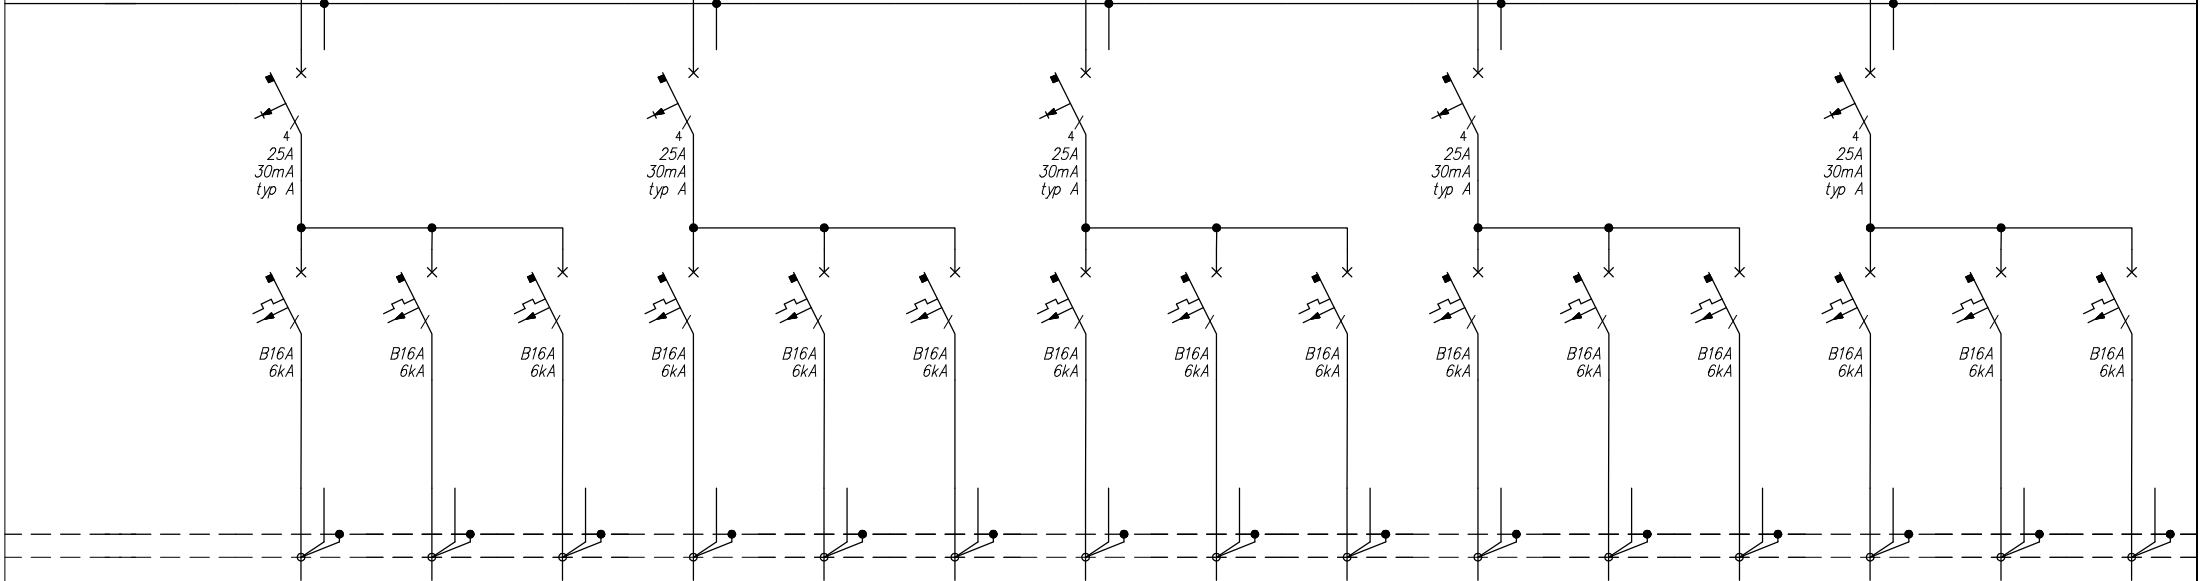 4 4 4 4 4
25A 25A 25A 25A 25A
30mA 30mA 30mA 30mA 30mA
typ A typ A typ A typ A typ A
B16A B16A B16A B16A B16A B16A B16A B16A B16A B16A B16A B16A B16A B16A B16A
6kA 6kA 6kA 6kA 6kA 6kA 6kA 6kA 6kA 6kA 6kA 6kA 6kA 6kA 6kA